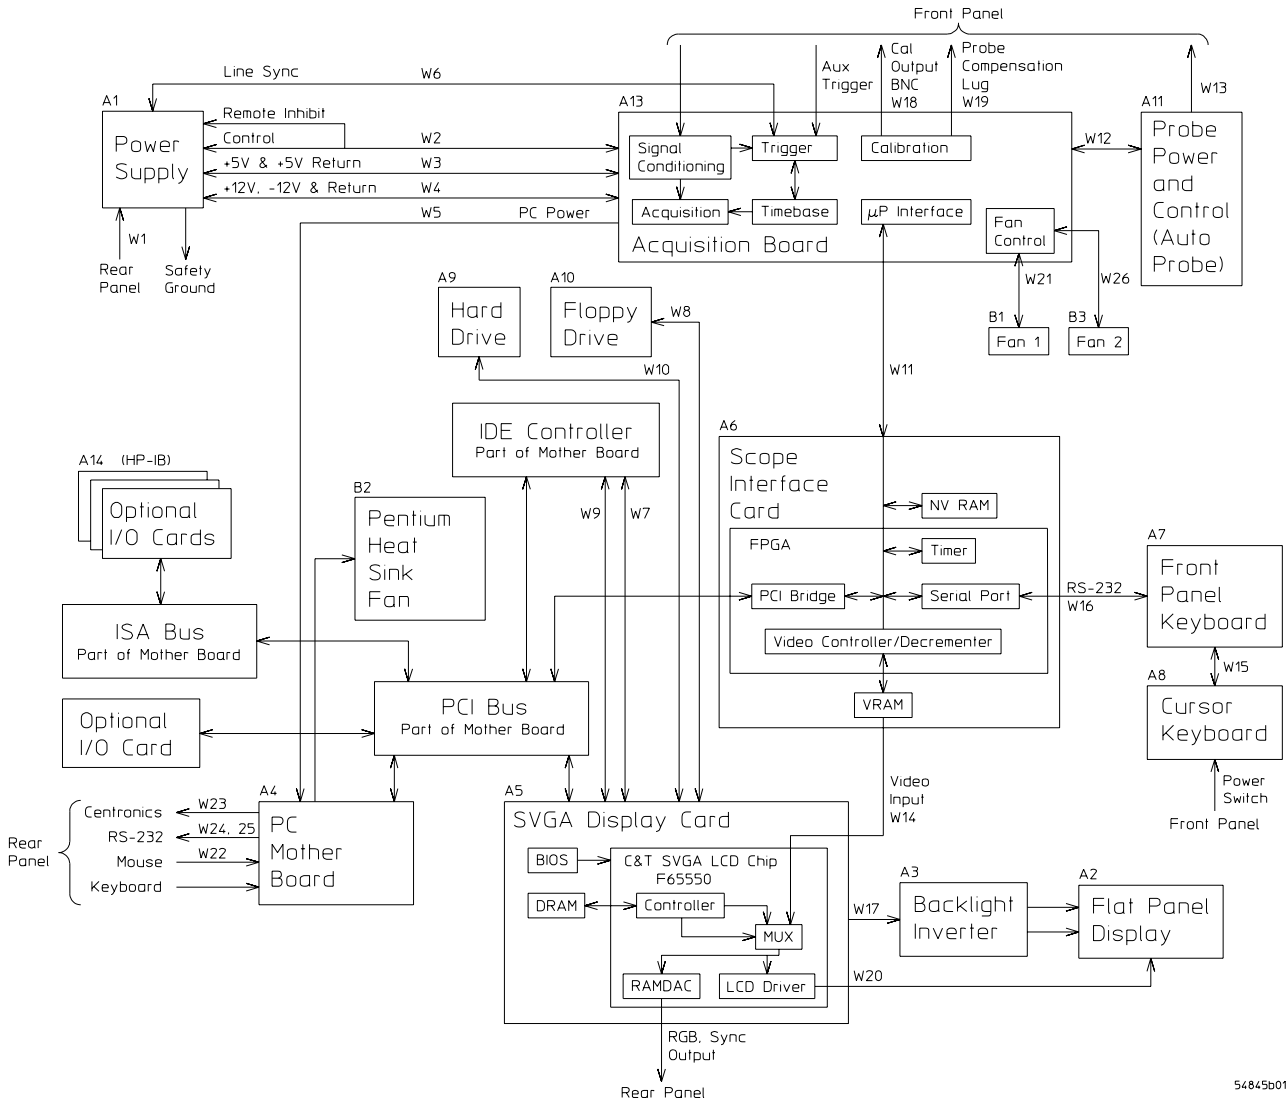 Front Panel
Line Sync
W6
Aux
Trigger
Cal
Output
BNC
W18
Probe
Compensation
Lug
W19
W13
A1
Power
Supply
Remote Inhibit
Control
W2
+5V & +5V Return
W3
+12V, -12V & Return
W4
W5
PC Power
W1
Rear
Panel
Safety
Ground
A13
Signal
Conditioning
Trigger
Calibration
Acquisition
Timebase
µP Interface
Fan
Control
Acquisition Board
W12
A11
Probe
Power
and
Control
(Auto
Probe)
W21
W26
B1
Fan 1
B3
Fan 2
A9
Hard
Drive
A10
Floppy
Drive
W8
W10
W11
IDE Controller
Part of Mother Board
W9
W7
A6
Scope
Interface
Card
NV RAM
FPGA
Timer
PCI Bridge
Serial Port
Video Controller/Decrementer
VRAM
RS-232
W16
A7
Front
Panel
Keyboard
W15
A8
Cursor
Keyboard
Power
Switch
Front Panel
A14 (HP-IB)
Optional
I/O Cards
B2
Pentium
Heat
Sink
Fan
ISA Bus
Part of Mother Board
Optional
I/O Card
PCI Bus
Part of Mother Board
Rear
Panel
Centronics
W23
RS-232
W24, 25
Mouse
W22
Keyboard
A4
PC
Mother
Board
A5
SVGA Display Card
BIOS
DRAM
C&T SVGA LCD Chip
F65550
Controller
MUX
RAMDAC
LCD Driver
Video
Input
W14
RGB, Sync
Output
Rear Panel
W17
W20
A3
Backlight
Inverter
A2
Flat Panel
Display
54845b01